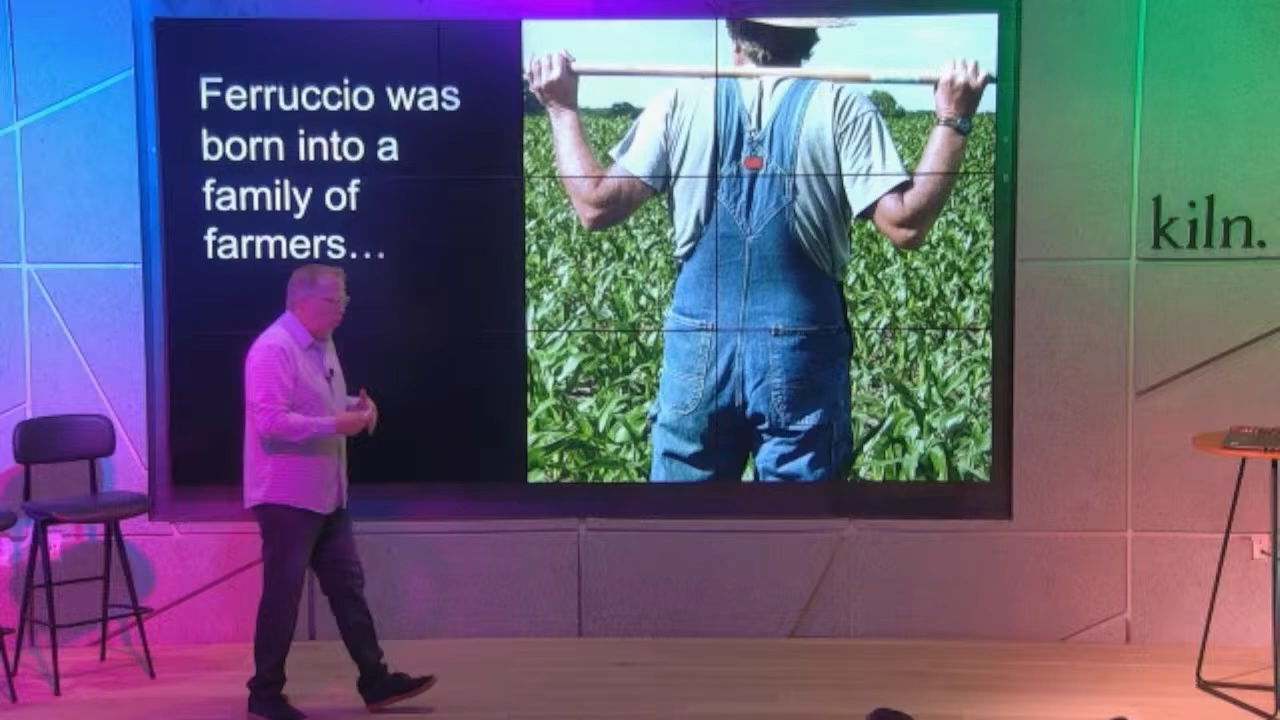 Ferruccio was
born into a
family of
farmers…
kiln.